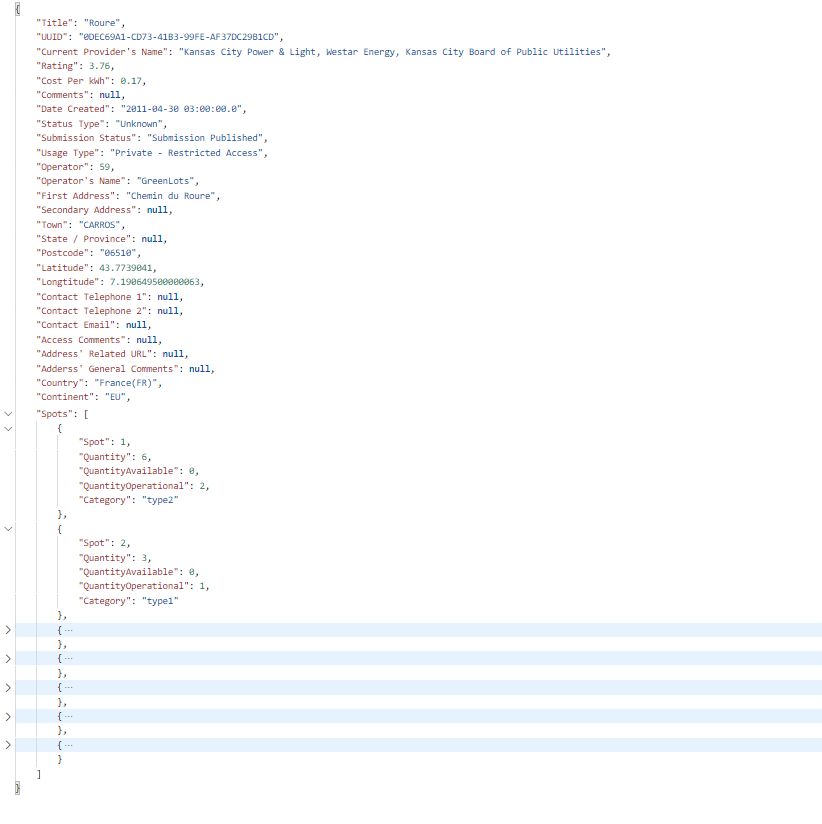 {
"Title": "Roure",
"UUID": "0DEC69A1-CD73-41B3-99FE-AF37DC29B1CD",
"Current Provider's Name": "Kansas City Power & Light, Westar Energy, Kansas City Board of Public Utilities",
"Rating": 3.76,
"Cost Per kWh": 0.17,
"Comments": null,
"Date Created": "2011-04-30 03:00:00.0",
"Status Type": "Unknown",
"Submission Status": "Submission Published",
"Usage Type": "Private - Restricted Access",
"Operator": 59,
"Operator's Name": "GreenLots",
"First Address": "Chemin du Roure",
"Secondary Address": null,
"Town": "CARROS",
"State / Province": null,
"Postcode": "06510",
"Latitude": 43.7739041,
"Longtitude": 7.190649500000063,
"Contact Telephone 1": null,
"Contact Telephone 2": null,
"Contact Email": null,
"Access Comments": null,
"Address' Related URL": null,
"Adderss' General Comments": null,
"Country": "France(FR)",
"Continent": "EU",
"Spots": [
{
"Spot": 1,
"Quantity": 6,
"QuantityAvailable": 0,
"QuantityOperational": 2,
"Category": "type2"
},
{
"Spot": 2,
"Quantity": 3,
"QuantityAvailable": 0,
"QuantityOperational": 1,
"Category": "type1"
},
{ ···
},
{ ···
},
{ ···
},
{ ···
},
{ ···
}
]
}